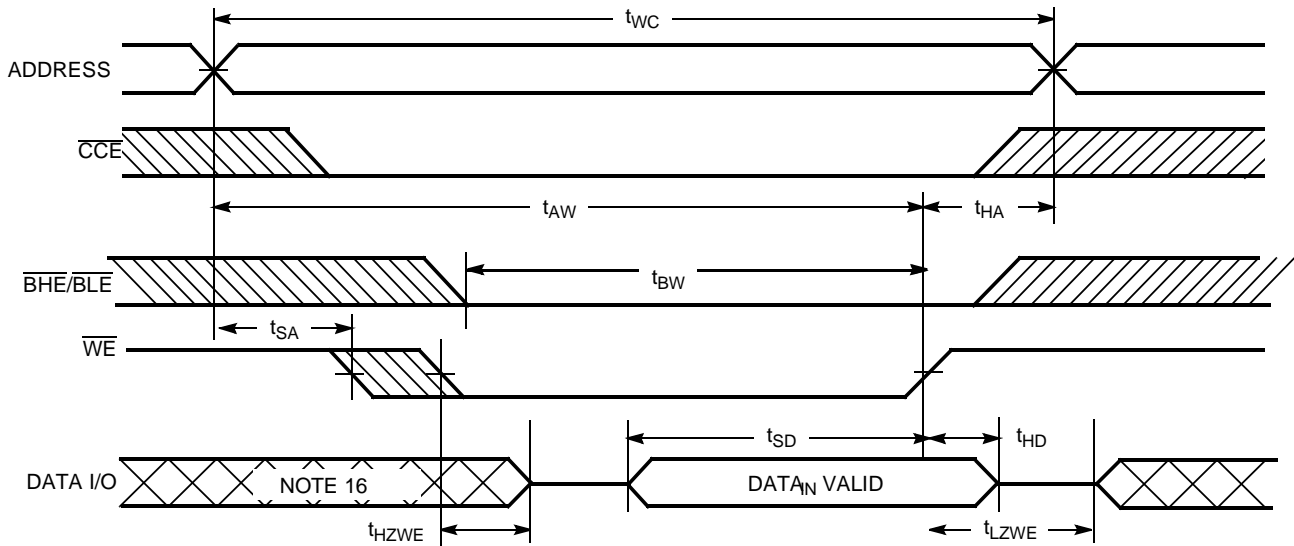 tWC
ADDRESS
CCE
tAW
tHA
BHE/BLE
tBW
tSA
WE
tSD
tHD
DATA I/O
NOTE 16
DATAIN VALID
tHZWE
tLZWE